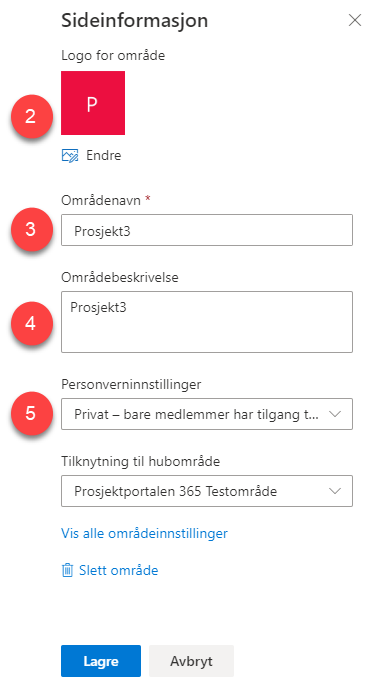 Sideinformasjon
Logo for område
2
P
Endre
Områdenavn *
3
Prosjekt3
Områdebeskrivelse
4
Prosjekt3
Personverninnstillinger
5
Privat – bare medlemmer har tilgang t...
Tilknytning til hubområde
Prosjektportalen 365 Testområde
Vis alle områdeinnstillinger
Slett område
Lagre Avbryt